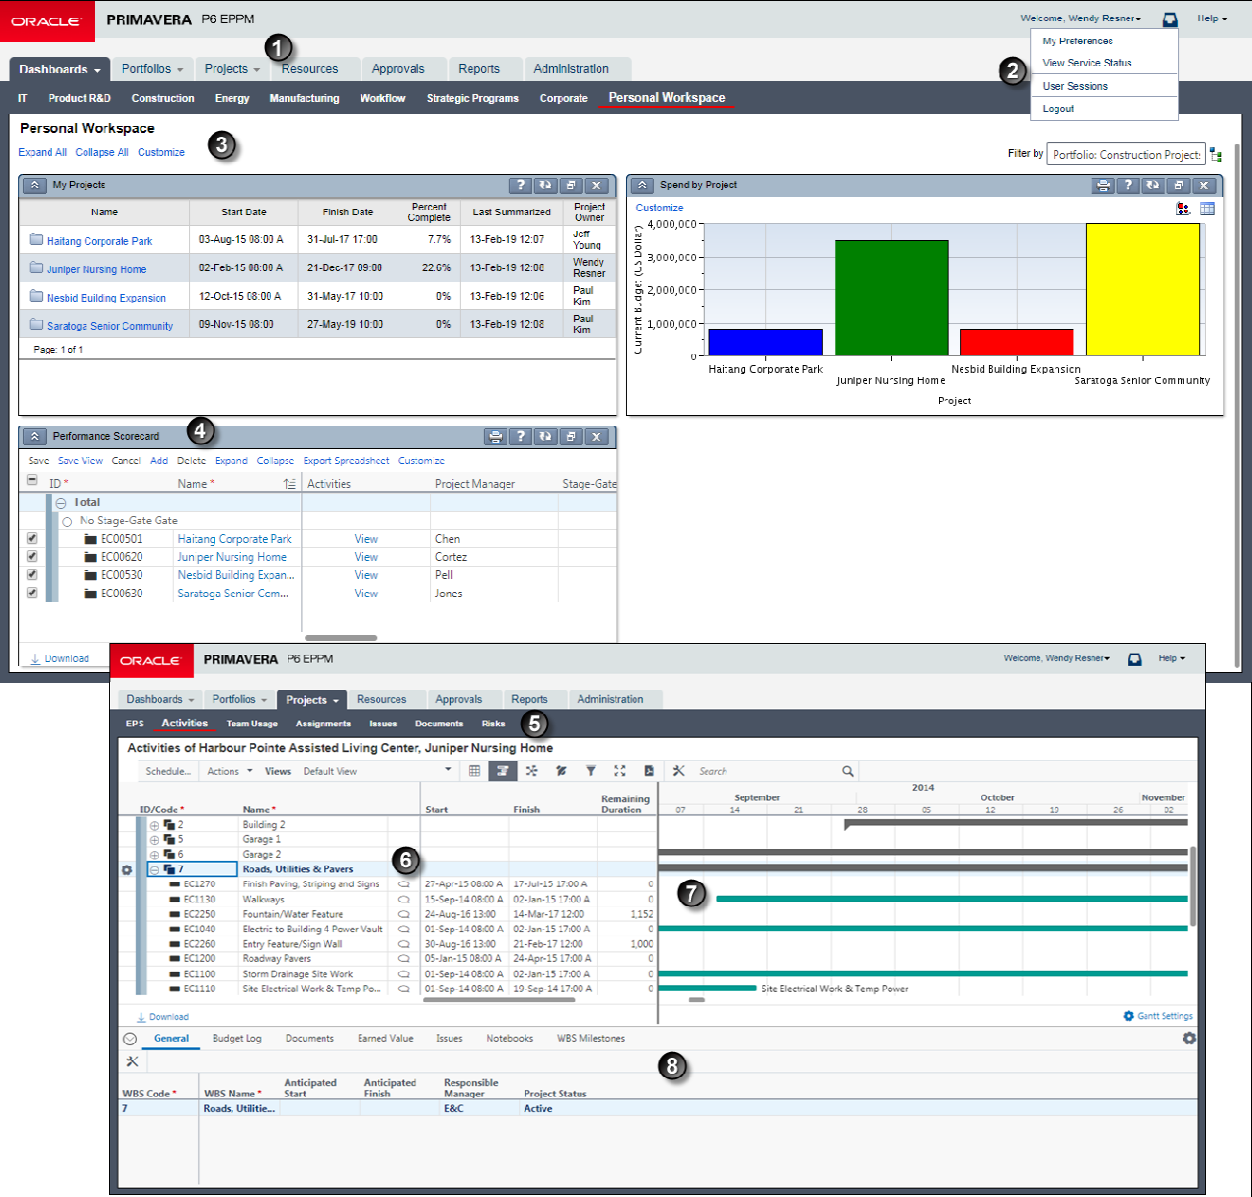 ORACLE PRIMAVERA P6 EPPM
Welcome, Wendy Resner Help
My Preferences
View Service Status
User Sessions
Logout
1
2
Dashboards Portfolios Projects Resources Approvals Reports Administration
IT Product R&D Construction Energy Manufacturing Workflow Strategic Programs Corporate Personal Workspace
Personal Workspace
Expand All Collapse All Customize
3
Filter by Portfolio: Construction Projects
My Projects
Name Start Date Finish Date Percent Complete Last Summarized Project Owner
Haitang Corporate Park 03-Aug-15 08:00 A 31-Jul-17 17:00 7.7% 13-Feb-19 12:07 Jeff Young
Juniper Nursing Home 02-Feb-15 08:00 A 21-Dec-17 09:00 22.6% 13-Feb-19 12:08 Wendy Resner
Nesbid Building Expansion 12-Oct-15 08:00 A 31-May-17 10:00 0% 13-Feb-19 12:06 Paul Kim
Saratoga Senior Community 09-Nov-15 08:00 27-May-19 10:00 0% 13-Feb-19 12:08 Paul Kim
Page: 1 of 1
Spend by Project
Customize
Current Budget (US Dollar)
4,000,000
3,000,000
2,000,000
1,000,000
0
Haitang Corporate Park
Juniper Nursing Home
Nesbid Building Expansion
Saratoga Senior Community
Project
Performance Scorecard
4
Save Save View Cancel Add Delete Expand Collapse Export Spreadsheet Customize
ID * Name * Activities Project Manager Stage-Gate
Total
No Stage-Gate Gate
EC00501 Haitang Corporate Park View Chen
EC00620 Juniper Nursing Home View Cortez
EC00530 Nesbid Building Expan... View Pell
EC00630 Saratoga Senior Com... View Jones
Download
ORACLE PRIMAVERA P6 EPPM
Welcome, Wendy Resner Help
Dashboards Portfolios Projects Resources Approvals Reports Administration
EPS Activities Team Usage Assignments Issues Documents Risks
5
Activities of Harbour Pointe Assisted Living Center, Juniper Nursing Home
Schedule... Actions Views Default View Search
ID/Code * Name * Start Finish Remaining Duration
2014
September October November
07 14 21 28 05 12 19 26 02
2 Building 2
5 Garage 1
6 Garage 2
7 Roads, Utilities & Pavers
6
EC1270 Finish Paving, Striping and Signs 27-Apr-15 08:00 A 17-Jul-15 17:00 A 0
EC1130 Walkways 15-Sep-14 08:00 A 02-Jan-15 17:00 A 0
7
EC2250 Fountain/Water Feature 24-Aug-16 13:00 14-Mar-17 12:00 1,152
EC1040 Electric to Building 4 Power Vault 01-Sep-14 08:00 A 02-Jan-15 17:00 A 0
EC2260 Entry Feature/Sign Wall 30-Aug-16 13:00 21-Feb-17 12:00 1,000
EC1200 Roadway Pavers 05-Jan-15 08:00 A 24-Apr-15 17:00 A 0
EC1100 Storm Drainage Site Work 01-Sep-14 08:00 A 02-Jan-15 17:00 A 0
EC1110 Site Electrical Work & Temp Po... 01-Sep-14 08:00 A 19-Sep-14 17:00 A 0 Site Electrical Work & Temp Power
Download
Gantt Settings
General Budget Log Documents Earned Value Issues Notebooks WBS Milestones
8
WBS Code * WBS Name * Anticipated Start Anticipated Finish Responsible Manager Project Status
7 Roads, Utilitie... E&C Active